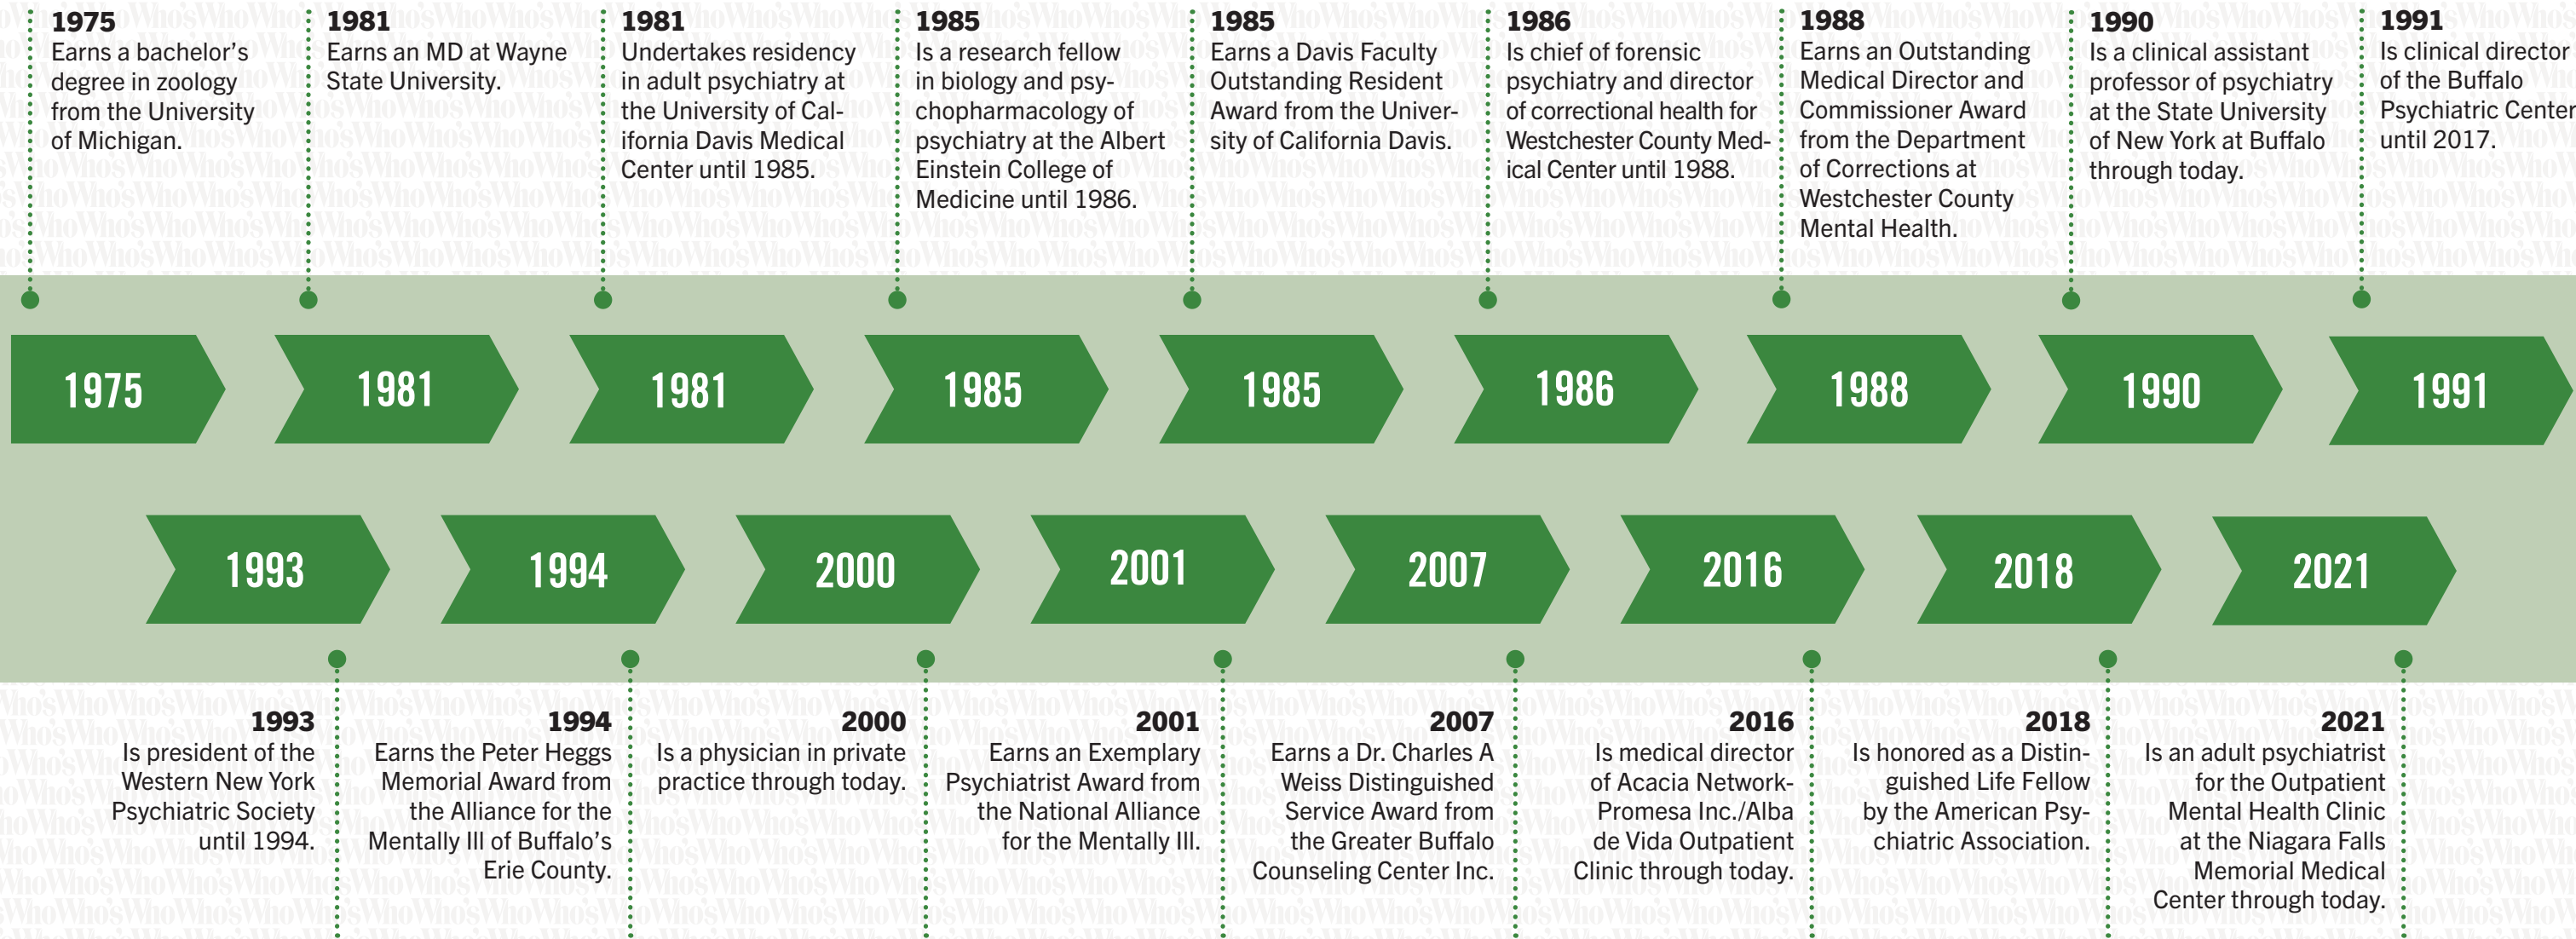 1975
Earns a bachelor’s
degree in zoology
from the University
of Michigan.
1981
Earns an MD at Wayne
State University.
1981
Undertakes residency
in adult psychiatry at
the University of Cal-
ifornia Davis Medical
Center until 1985.
1985
Is a research fellow
in biology and psy-
chopharmacology of
psychiatry at the Albert
Einstein College of
Medicine until 1986.
1985
Earns a Davis Faculty
Outstanding Resident
Award from the Univer-
sity of California Davis.
1986
Is chief of forensic
psychiatry and director
of correctional health for
Westchester County Med-
ical Center until 1988.
1988
Earns an Outstanding
Medical Director and
Commissioner Award
from the Department
of Corrections at
Westchester County
Mental Health.
1990
Is a clinical assistant
professor of psychiatry
at the State University
of New York at Buffalo
through today.
1991
Is clinical director
of the Buffalo
Psychiatric Center
until 2017.
1975
1981
1981
1985
1985
1986
1988
1990
1991
1993
1994
2000
2001
2007
2016
2018
2021
1993
Is president of the
Western New York
Psychiatric Society
until 1994.
1994
Earns the Peter Heggs
Memorial Award from
the Alliance for the
Mentally Ill of Buffalo’s
Erie County.
2000
Is a physician in private
practice through today.
2001
Earns an Exemplary
Psychiatrist Award from
the National Alliance
for the Mentally Ill.
2007
Earns a Dr. Charles A
Weiss Distinguished
Service Award from
the Greater Buffalo
Counseling Center Inc.
2016
Is medical director
of Acacia Network-
Promesa Inc./Alba
de Vida Outpatient
Clinic through today.
2018
Is honored as a Distin-
guished Life Fellow
by the American Psy-
chiatric Association.
2021
Is an adult psychiatrist
for the Outpatient
Mental Health Clinic
at the Niagara Falls
Memorial Medical
Center through today.